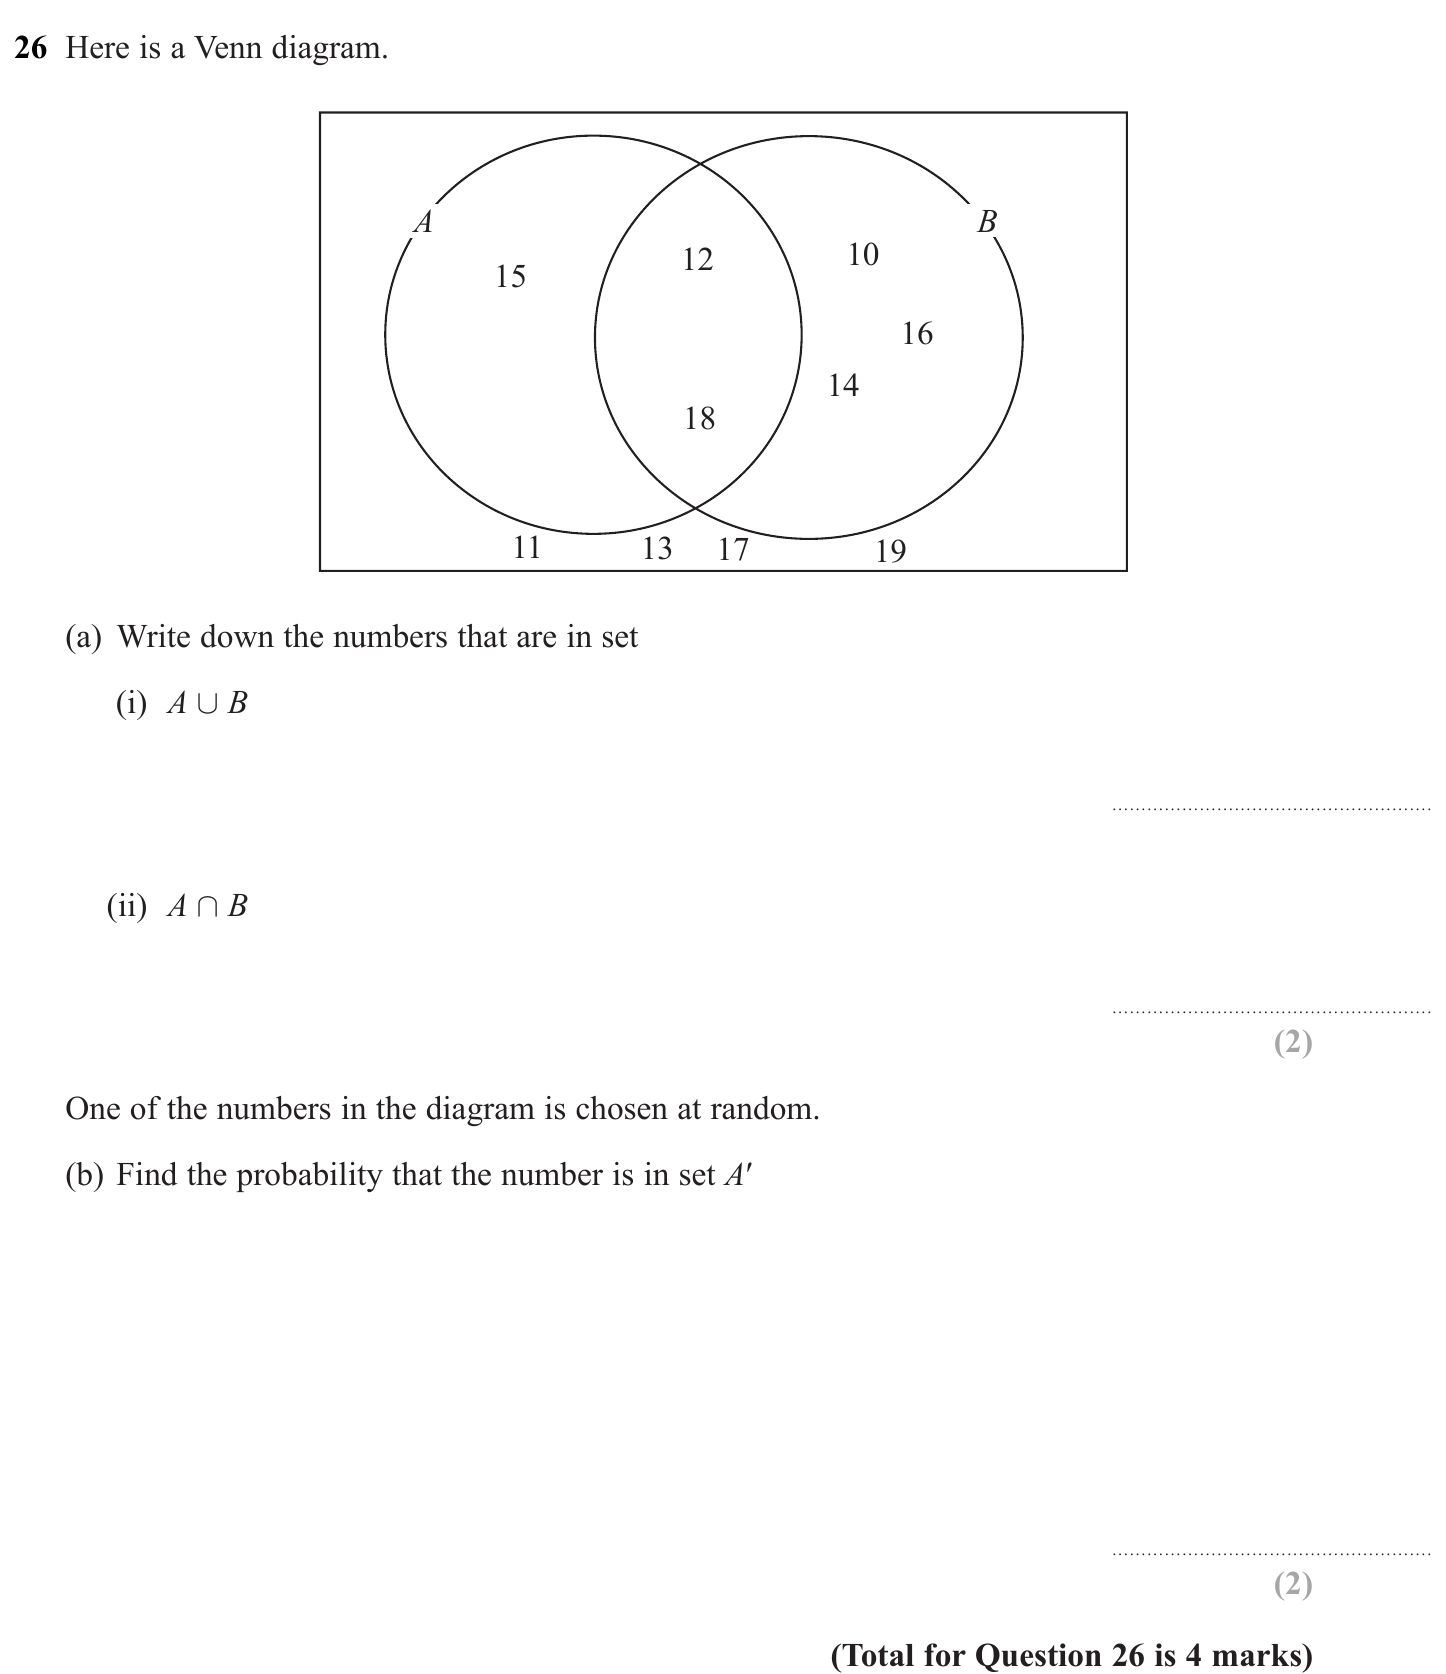 26 Here is a Venn diagram.
A
B
15
12
10
16
14
18
11 13 17 19
(a) Write down the numbers that are in set
(i) A ∪ B
(ii) A ∩ B
(2)
One of the numbers in the diagram is chosen at random.
(b) Find the probability that the number is in set A′
(2)
(Total for Question 26 is 4 marks)